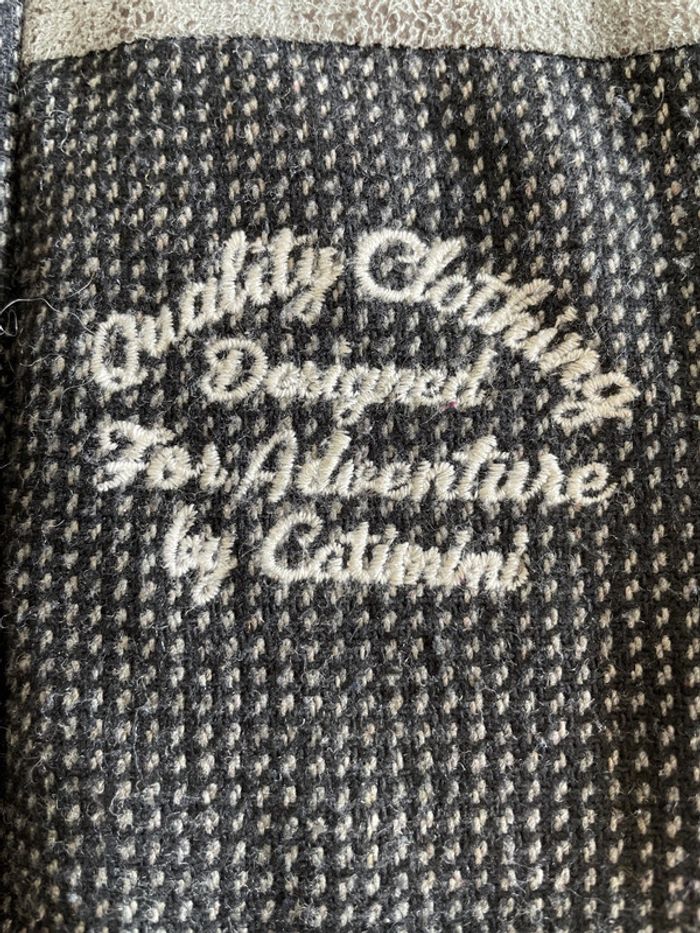 Quality Clothing
Designed
For Adventure
by Catimini